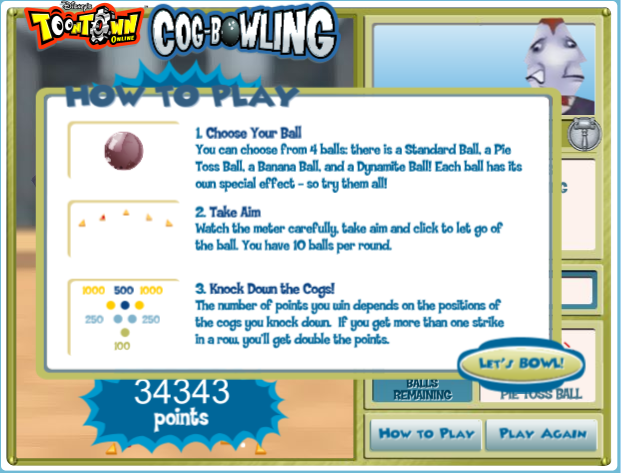 Disney's
TOONTOWN
ONLINE
COG-BOWLING
HOW TO PLAY
1. Choose Your Ball
You can choose from 4 balls: there is a Standard Ball, a Pie
Toss Ball, a Banana Ball, and a Dynamite Ball! Each ball has its
own special effect - so try them all!
2. Take Aim
Watch the meter carefully, take aim and click to let go of
the ball. You have 10 balls per round.
1000 500 1000
250 250
100
3. Knock Down the Cogs!
The number of points you win depends on the positions of
the cogs you knock down. If you get more than one strike
in a row, you'll get double the points.
LET'S BOWL!
34343
points
BALLS
REMAINING
PIE TOSS BALL
HOW TO PLAY
PLAY AGAIN